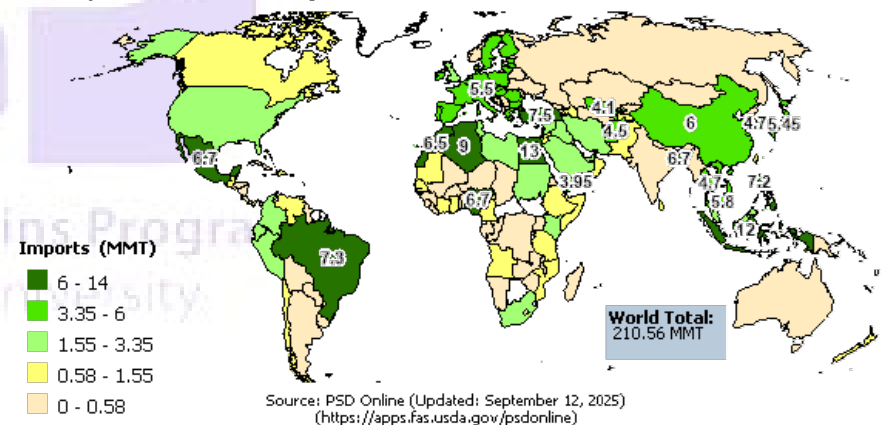 5.5
7.5
4.1
4.5
6
4.75
5.45
6.7
6.5
9
13
6.7
3.95
6.7
4.7
7.2
5.8
12
7.3
ins Progra
Imports (MMT)
6 - 14
3.35 - 6
1.55 - 3.35
0.58 - 1.55
0 - 0.58
World Total:
210.56 MMT
Source: PSD Online (Updated: September 12, 2025)
(https://apps.fas.usda.gov/psdonline)